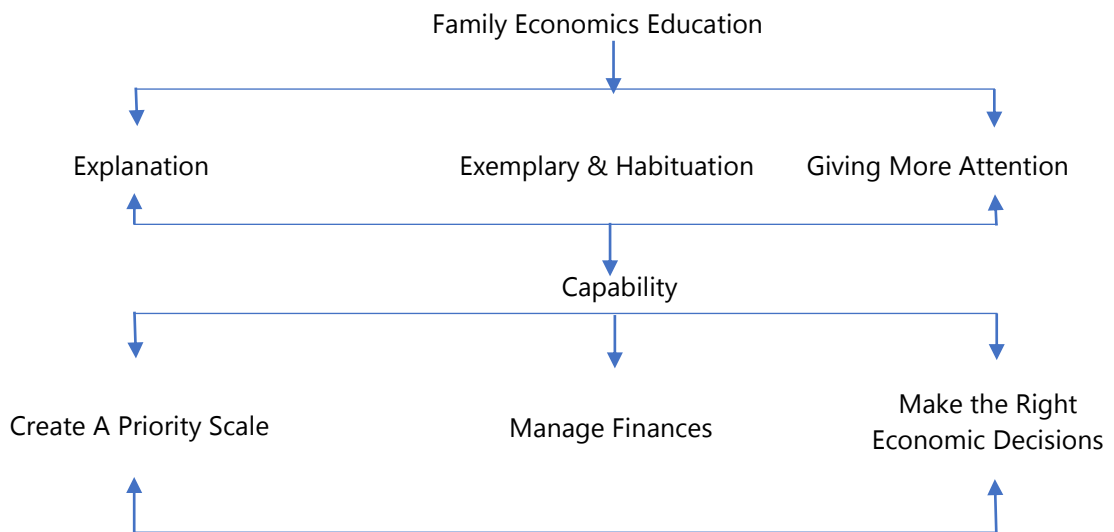 Family Economics Education
Explanation
Exemplary & Habituation
Giving More Attention
Capability
Create A Priority Scale
Manage Finances
Make the Right
Economic Decisions